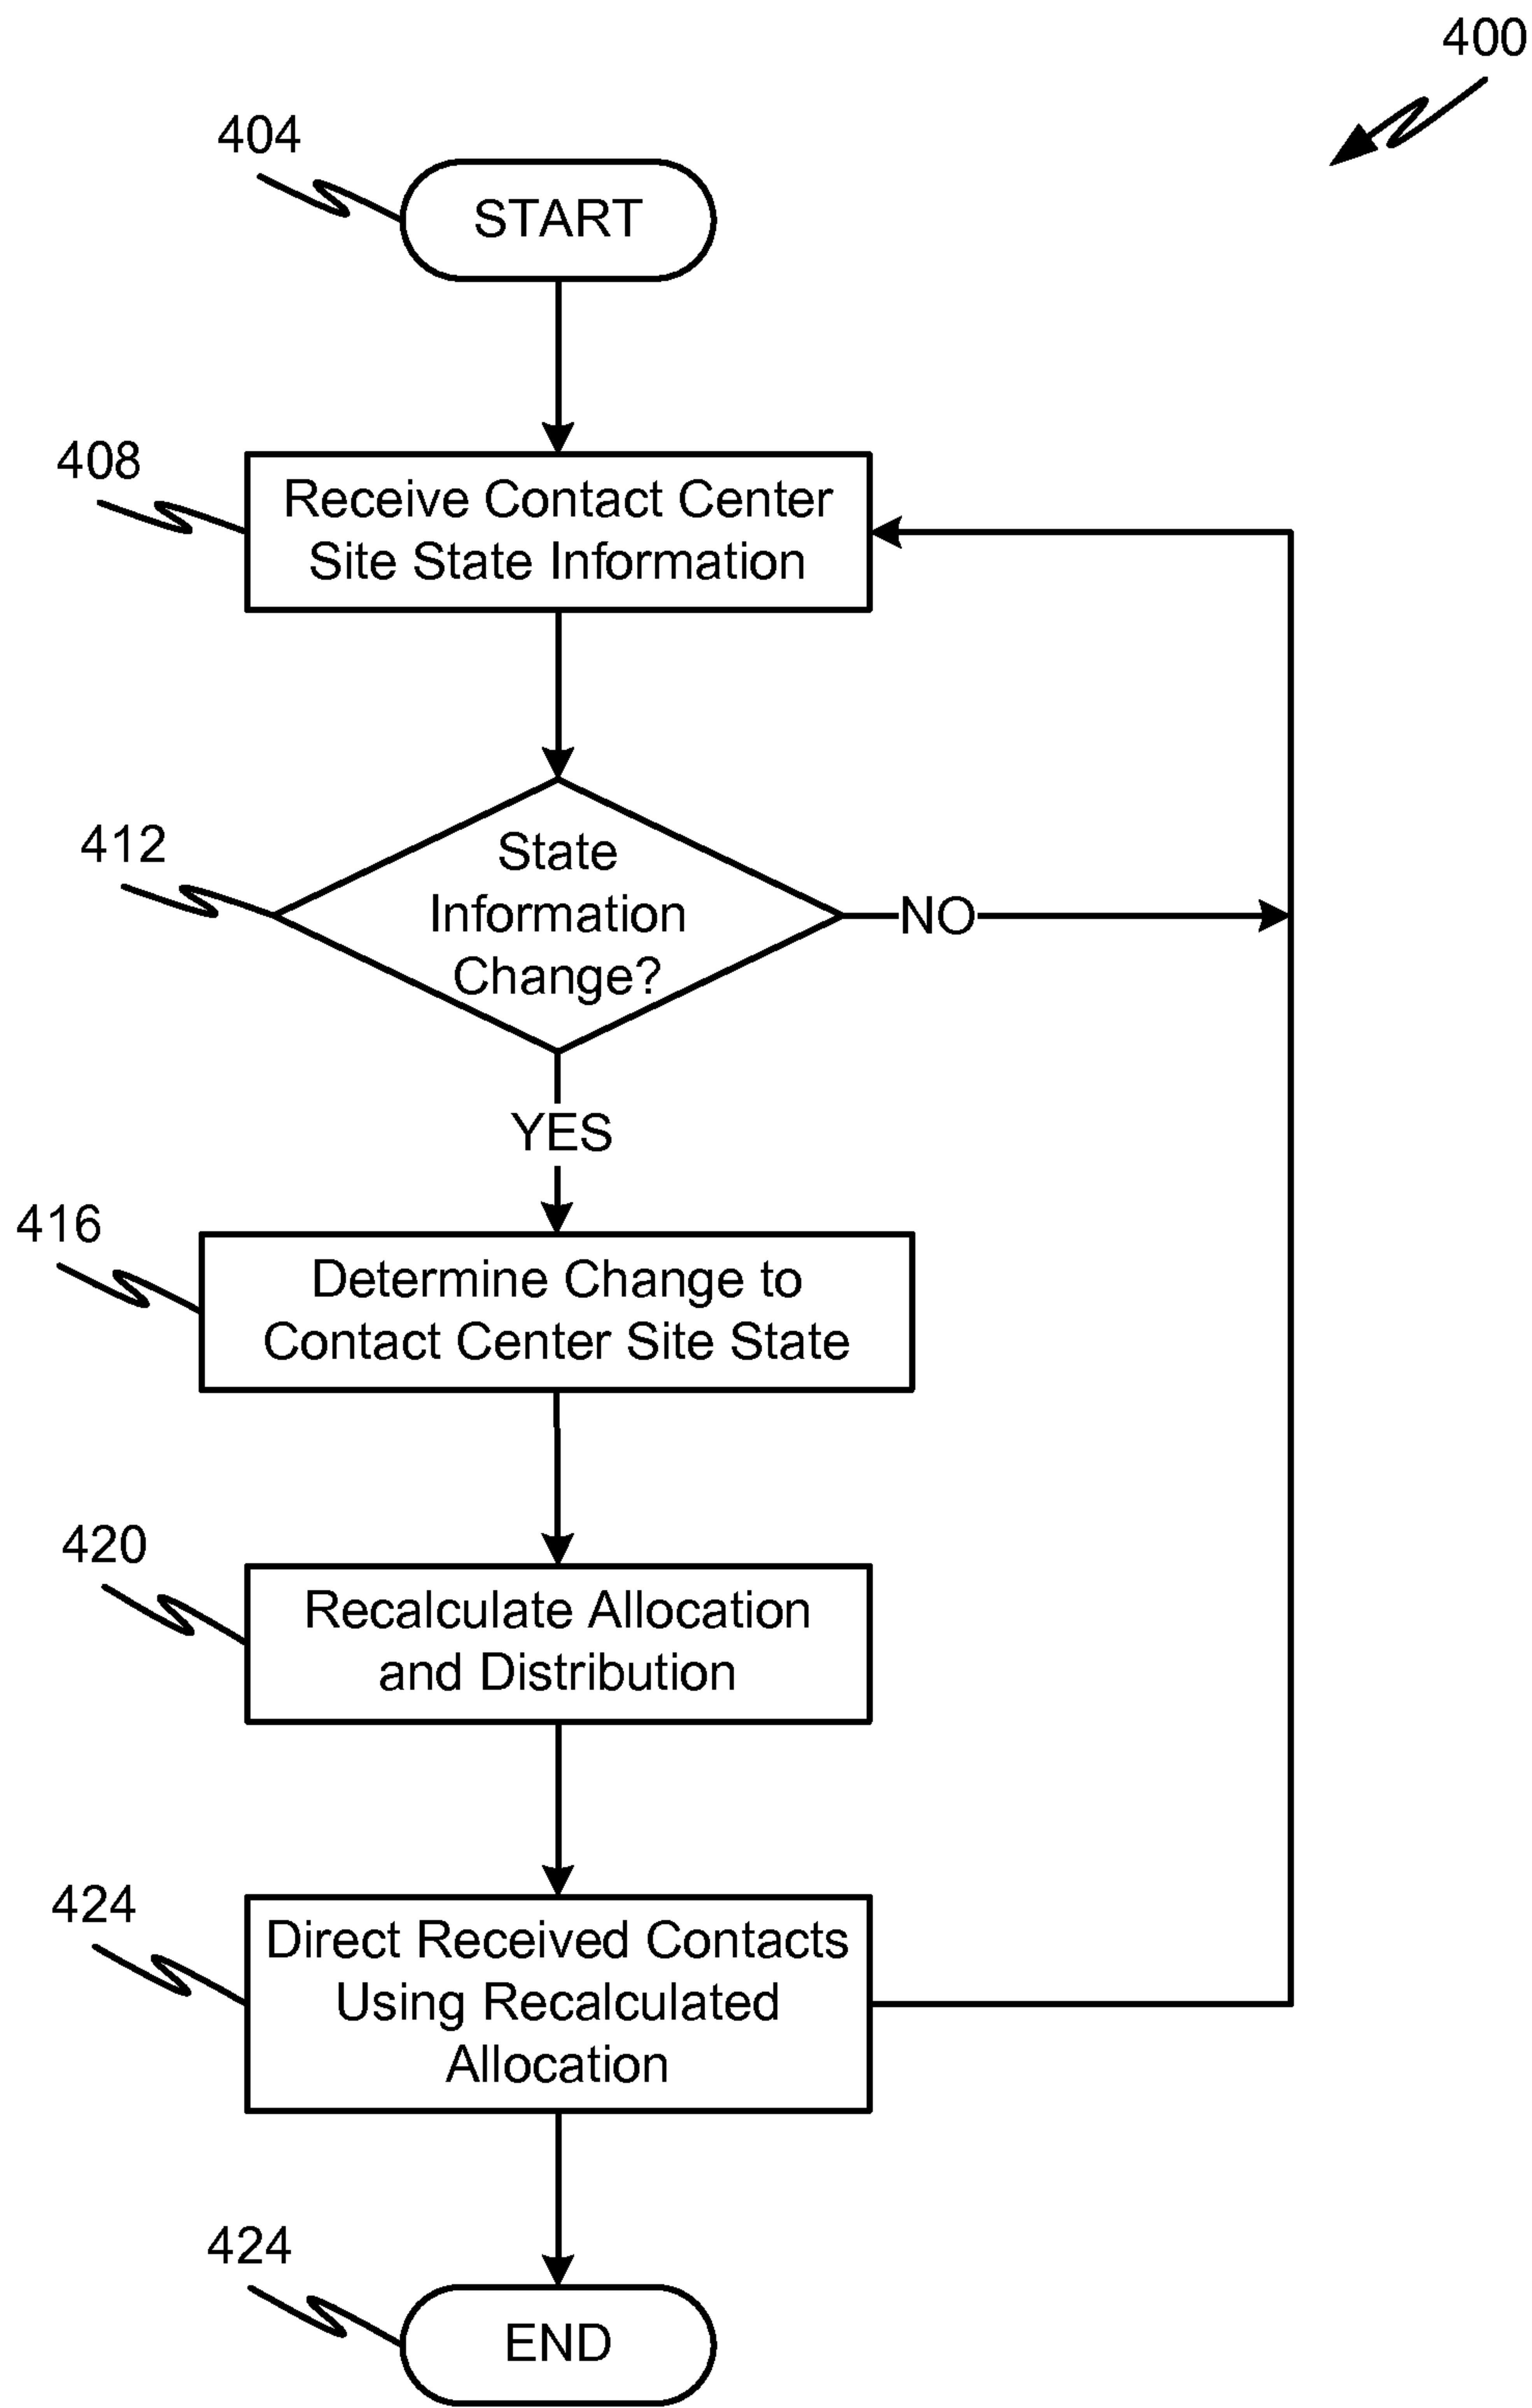 400
404
START
408
Receive Contact Center
Site State Information
412
State
Information
Change?
NO
YES
416
Determine Change to
Contact Center Site State
420
Recalculate Allocation
and Distribution
424
Direct Received Contacts
Using Recalculated
Allocation
424
END